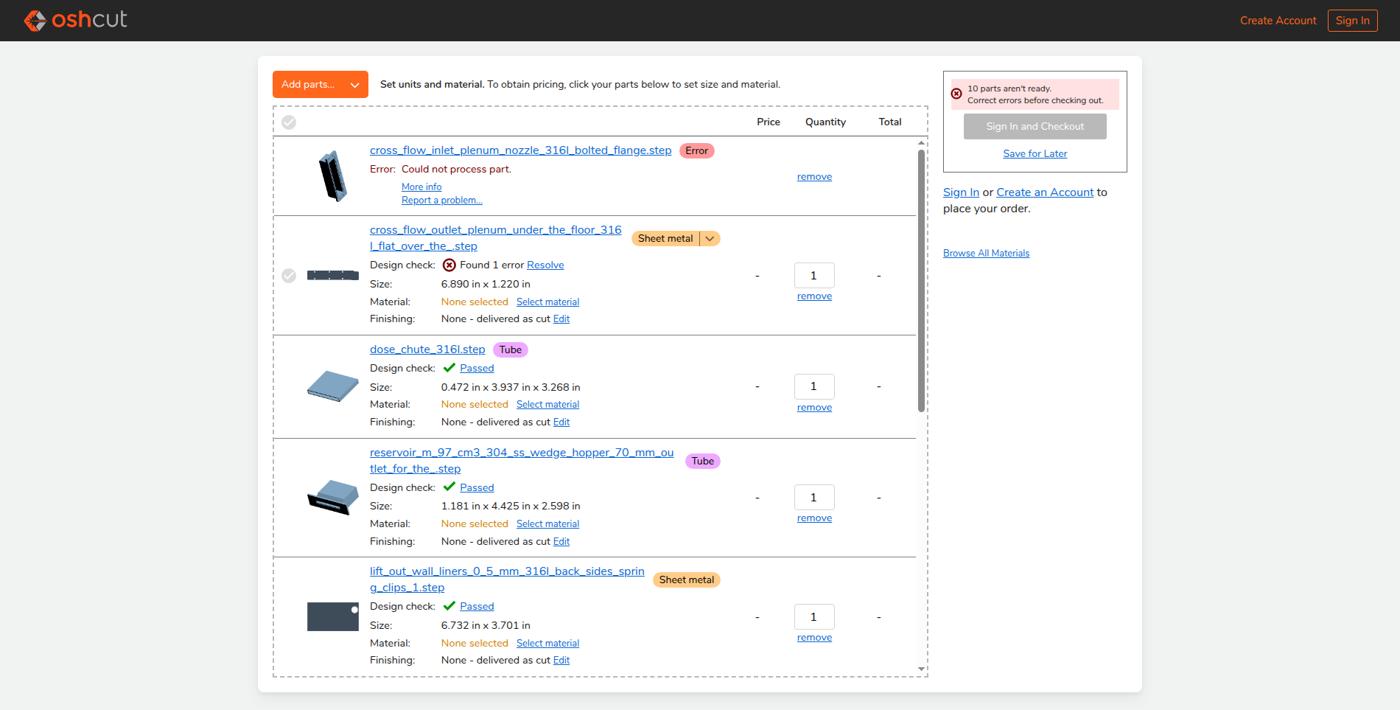 oshcut
Create Account
Sign In
Add parts...
Set units and material. To obtain pricing, click your parts below to set size and material.
Price
Quantity
Total
cross_flow_inlet_plenum_nozzle_316l_bolted_flange.step
Error
Error: Could not process part.
More info
Report a problem...
remove
cross_flow_outlet_plenum_under_the_floor_316
l_flat_over_the_.step
Sheet metal
Design check: Found 1 error Resolve
Size: 6.890 in x 1.220 in
Material: None selected Select material
Finishing: None - delivered as cut Edit
-
1
remove
-
dose_chute_316l.step
Tube
Design check: Passed
Size: 0.472 in x 3.937 in x 3.268 in
Material: None selected Select material
Finishing: None - delivered as cut Edit
-
1
remove
-
reservoir_m_97_cm3_304_ss_wedge_hopper_70_mm_ou
tlet_for_the_.step
Tube
Design check: Passed
Size: 1.181 in x 4.425 in x 2.598 in
Material: None selected Select material
Finishing: None - delivered as cut Edit
-
1
remove
-
lift_out_wall_liners_0_5_mm_316l_back_sides_sprin
g_clips_1.step
Sheet metal
Design check: Passed
Size: 6.732 in x 3.701 in
Material: None selected Select material
Finishing: None - delivered as cut Edit
-
1
remove
-
10 parts aren't ready.
Correct errors before checking out.
Sign In and Checkout
Save for Later
Sign In or Create an Account to
place your order.
Browse All Materials